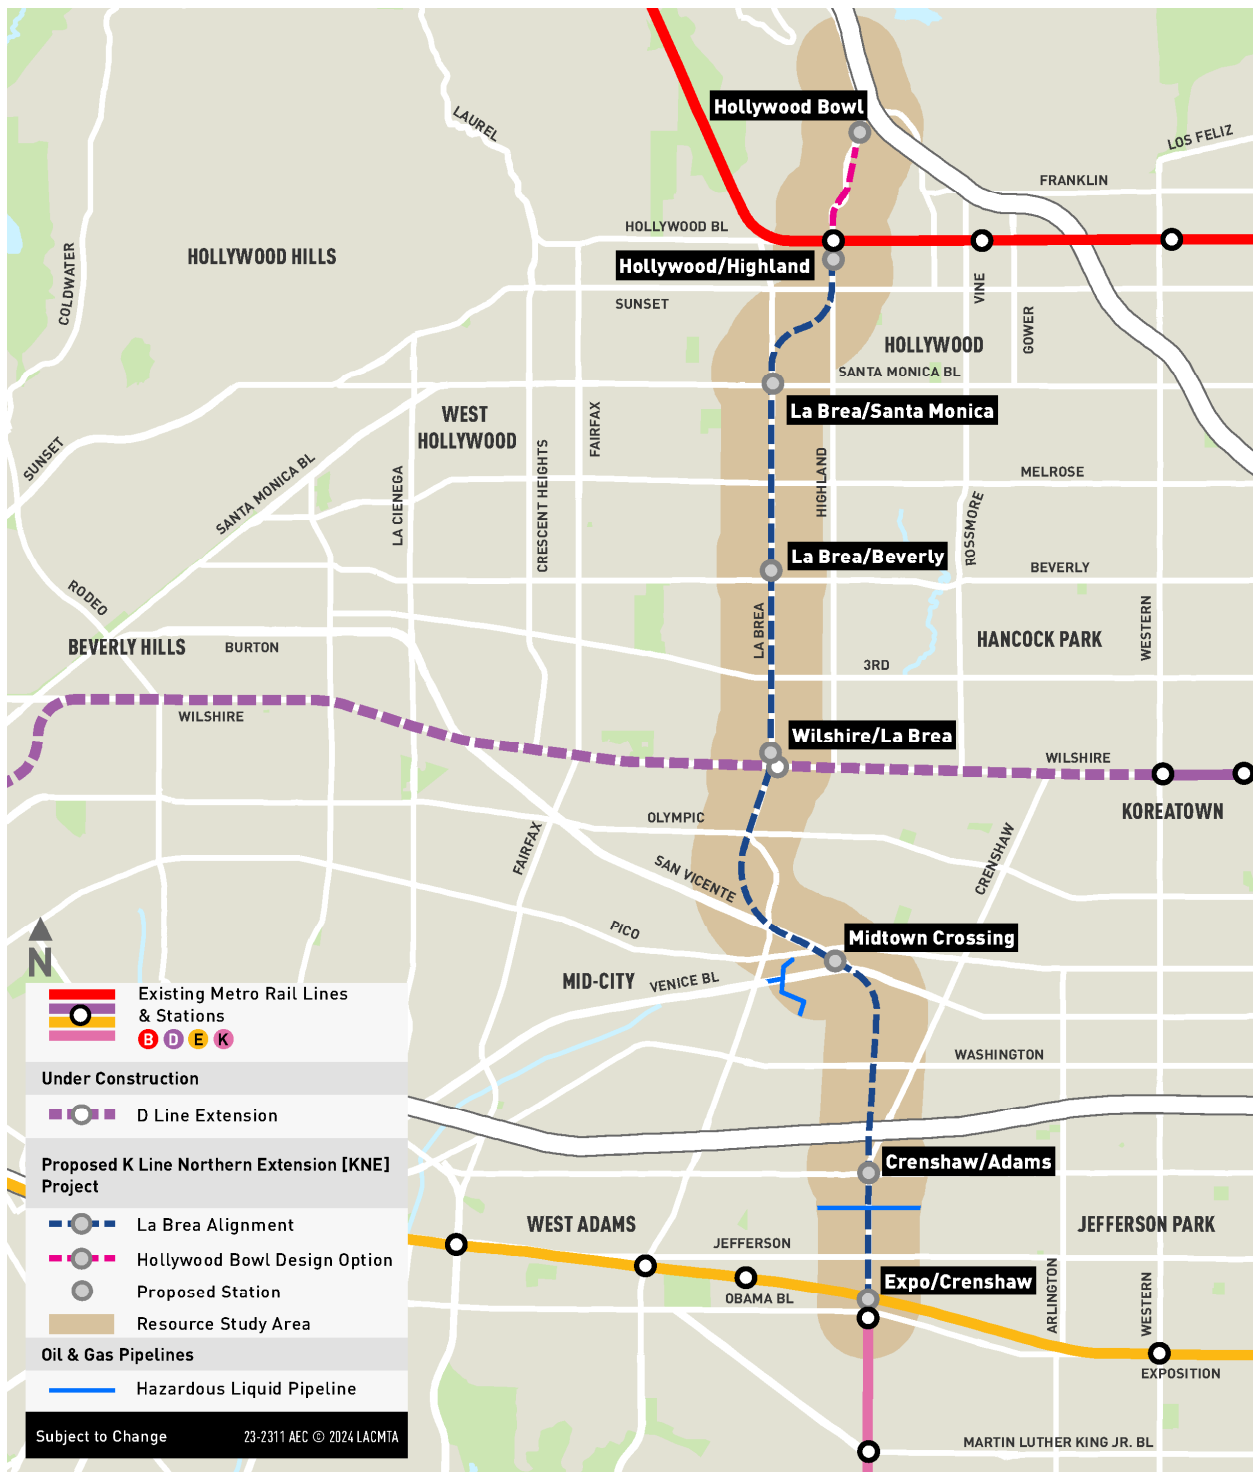 Hollywood Bowl
LAUREL
LOS FELIZ
FRANKLIN
HOLLYWOOD BL
COLDWATER
HOLLYWOOD HILLS
Hollywood/Highland
SUNSET
VINE
GOWER
HOLLYWOOD
SANTA MONICA BL
WEST
HOLLYWOOD
FAIRFAX
La Brea/Santa Monica
SUNSET
SANTA MONICA BL
LA CIENEGA
CRESCENT HEIGHTS
HIGHLAND
MELROSE
ROSSMORE
La Brea/Beverly
BEVERLY
RODEO
LA BREA
WESTERN
BEVERLY HILLS
BURTON
HANCOCK PARK
3RD
WILSHIRE
Wilshire/La Brea
WILSHIRE
KOREATOWN
OLYMPIC
FAIRFAX
SAN VICENTE
CRENSHAW
PICO
Midtown Crossing
N
MID-CITY
VENICE BL
WASHINGTON
Crenshaw/Adams
WEST ADAMS
JEFFERSON PARK
JEFFERSON
Expo/Crenshaw
OBAMA BL
ARLINGTON
WESTERN
EXPOSITION
MARTIN LUTHER KING JR. BL
Existing Metro Rail Lines
& Stations
B D E K
Under Construction
D Line Extension
Proposed K Line Northern Extension [KNE]
Project
La Brea Alignment
Hollywood Bowl Design Option
Proposed Station
Resource Study Area
Oil & Gas Pipelines
Hazardous Liquid Pipeline
Subject to Change
23-2311 AEC © 2024 LACMTA